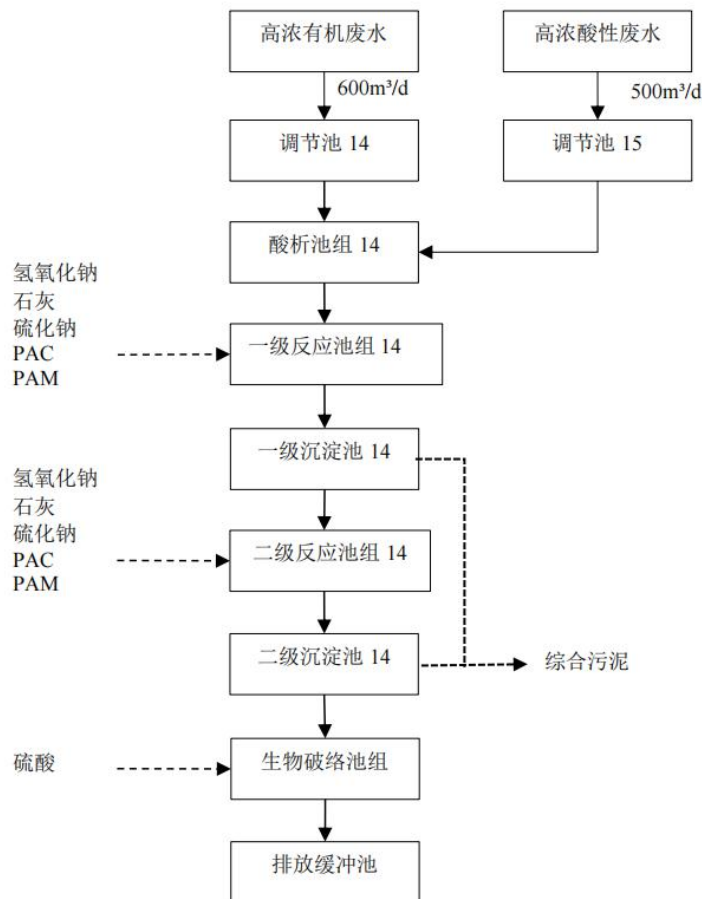 高浓有机废水
高浓酸性废水
600m³/d
500m³/d
调节池 14
调节池 15
酸析池组 14
氢氧化钠
石灰
硫化钠
PAC
PAM
一级反应池组 14
一级沉淀池 14
氢氧化钠
石灰
硫化钠
PAC
PAM
二级反应池组 14
二级沉淀池 14
综合污泥
硫酸
生物破络池组
排放缓冲池